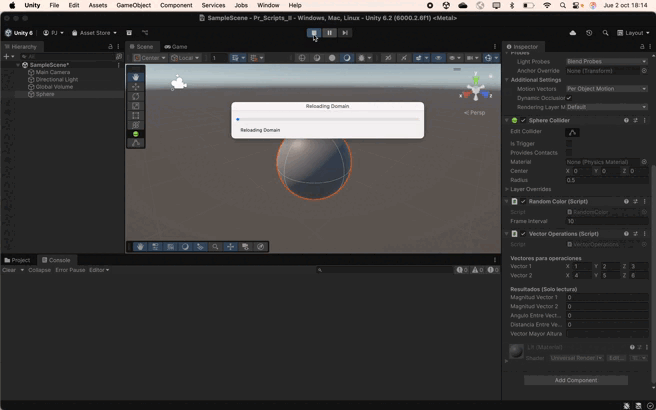 Unity File Edit Assets GameObject Component Services Jobs Window Help
Jue 2 oct 18:14
SampleScene - Pr_Scripts_II - Windows, Mac, Linux - Unity 6.2 (6000.2.6f1) <Metal>
Unity 6 PJ Asset Store Layout
Hierarchy
All
SampleScene*
Main Camera
Directional Light
Global Volume
Sphere
Scene Game
Center Local
Persp
Reloading Domain
Reloading Domain
Inspector
Probes
Light Probes Blend Probes
Anchor Override None (Transform)
Additional Settings
Motion Vectors Per Object Motion
Dynamic Occlusion
Rendering Layer M Default
Sphere Collider
Edit Collider
Is Trigger
Provides Contacts
Material None (Physics Material)
Center X 0 Y 0 Z 0
Radius 0.5
Layer Overrides
Random Color (Script)
Script RandomColor
Frame Interval 10
Vector Operations (Script)
Script VectorOperations
Vectores para operaciones
Vector 1 X 1 Y 2 Z 3
Vector 2 X 4 Y 5 Z 6
Resultados (Solo lectura)
Magnitud Vector 1 0
Magnitud Vector 2 0
Angulo Entre Vect... 0
Distancia Entre Ve... 0
Vector Mayor Altura
Lit (Material)
Shader Universal Render Edit...
Add Component
Project Console
Clear Collapse Error Pause Editor
0 0 0